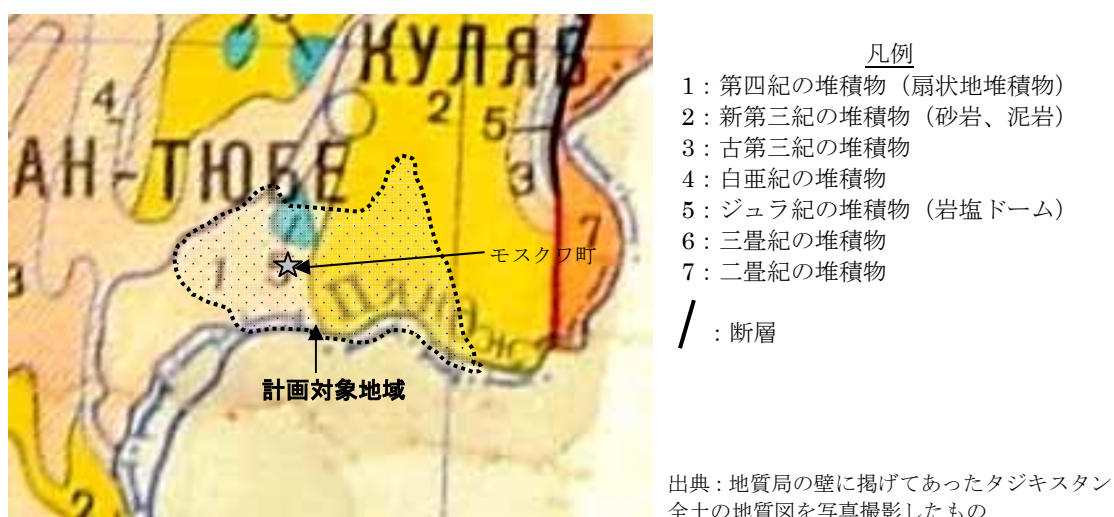 КУЛЯБ
4
2
5
АН-ТЮБЕ
3
7
モスクワ町
1
5
3
Пяндж
計画対象地域
2
凡例
1：第四紀の堆積物（扇状地堆積物）
2：新第三紀の堆積物（砂岩、泥岩）
3：古第三紀の堆積物
4：白亜紀の堆積物
5：ジュラ紀の堆積物（岩塩ドーム）
6：三畳紀の堆積物
7：二畳紀の堆積物
：断層
出典：地質局の壁に掲げてあったタジキスタン
全土の地質図を写真撮影したもの